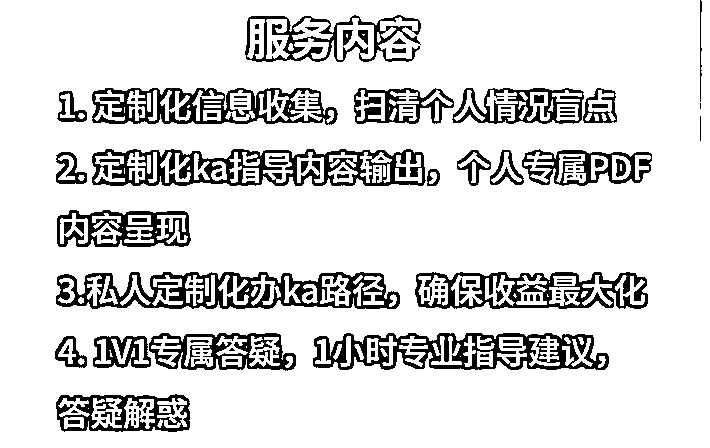 服务内容
1. 定制化信息收集，扫清个人情况盲点
2. 定制化ka指导内容输出，个人专属PDF
内容呈现
3.私人定制化办ka路径，确保收益最大化
4. 1V1专属答疑，1小时专业指导建议，
答疑解惑